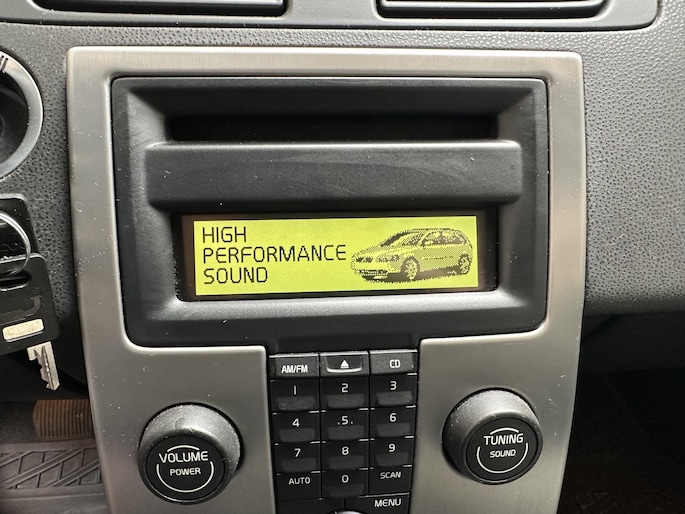 HIGH
PERFORMANCE
SOUND
AM/FM
CD
1 2 3
4 .5. 6
7 8 9
AUTO 0 SCAN
MENU
VOLUME
POWER
TUNING
SOUND